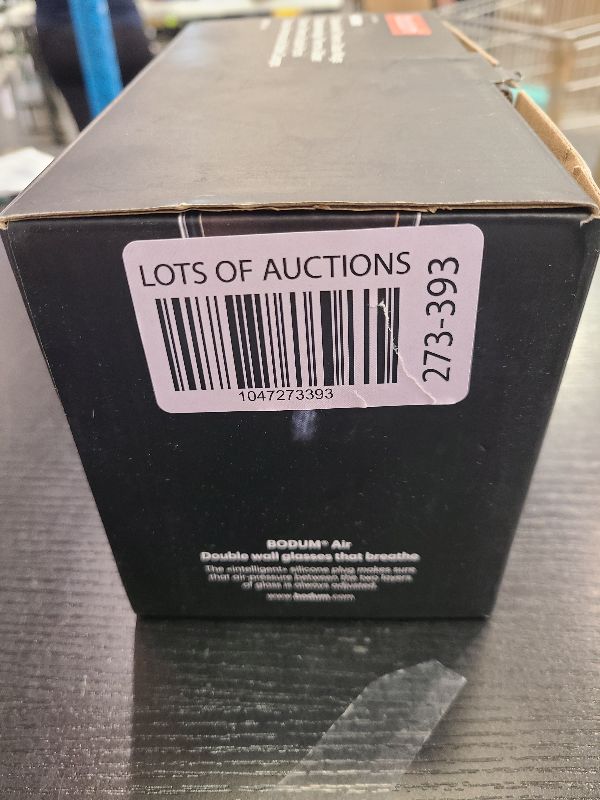 LOTS OF AUCTIONS
1047273393
273-393
BODUM® Air
Double wall glasses that breathe
The «intelligent» silicone plug makes sure
that air pressure between the two layers
of glass is always adjusted.
www.bodum.com